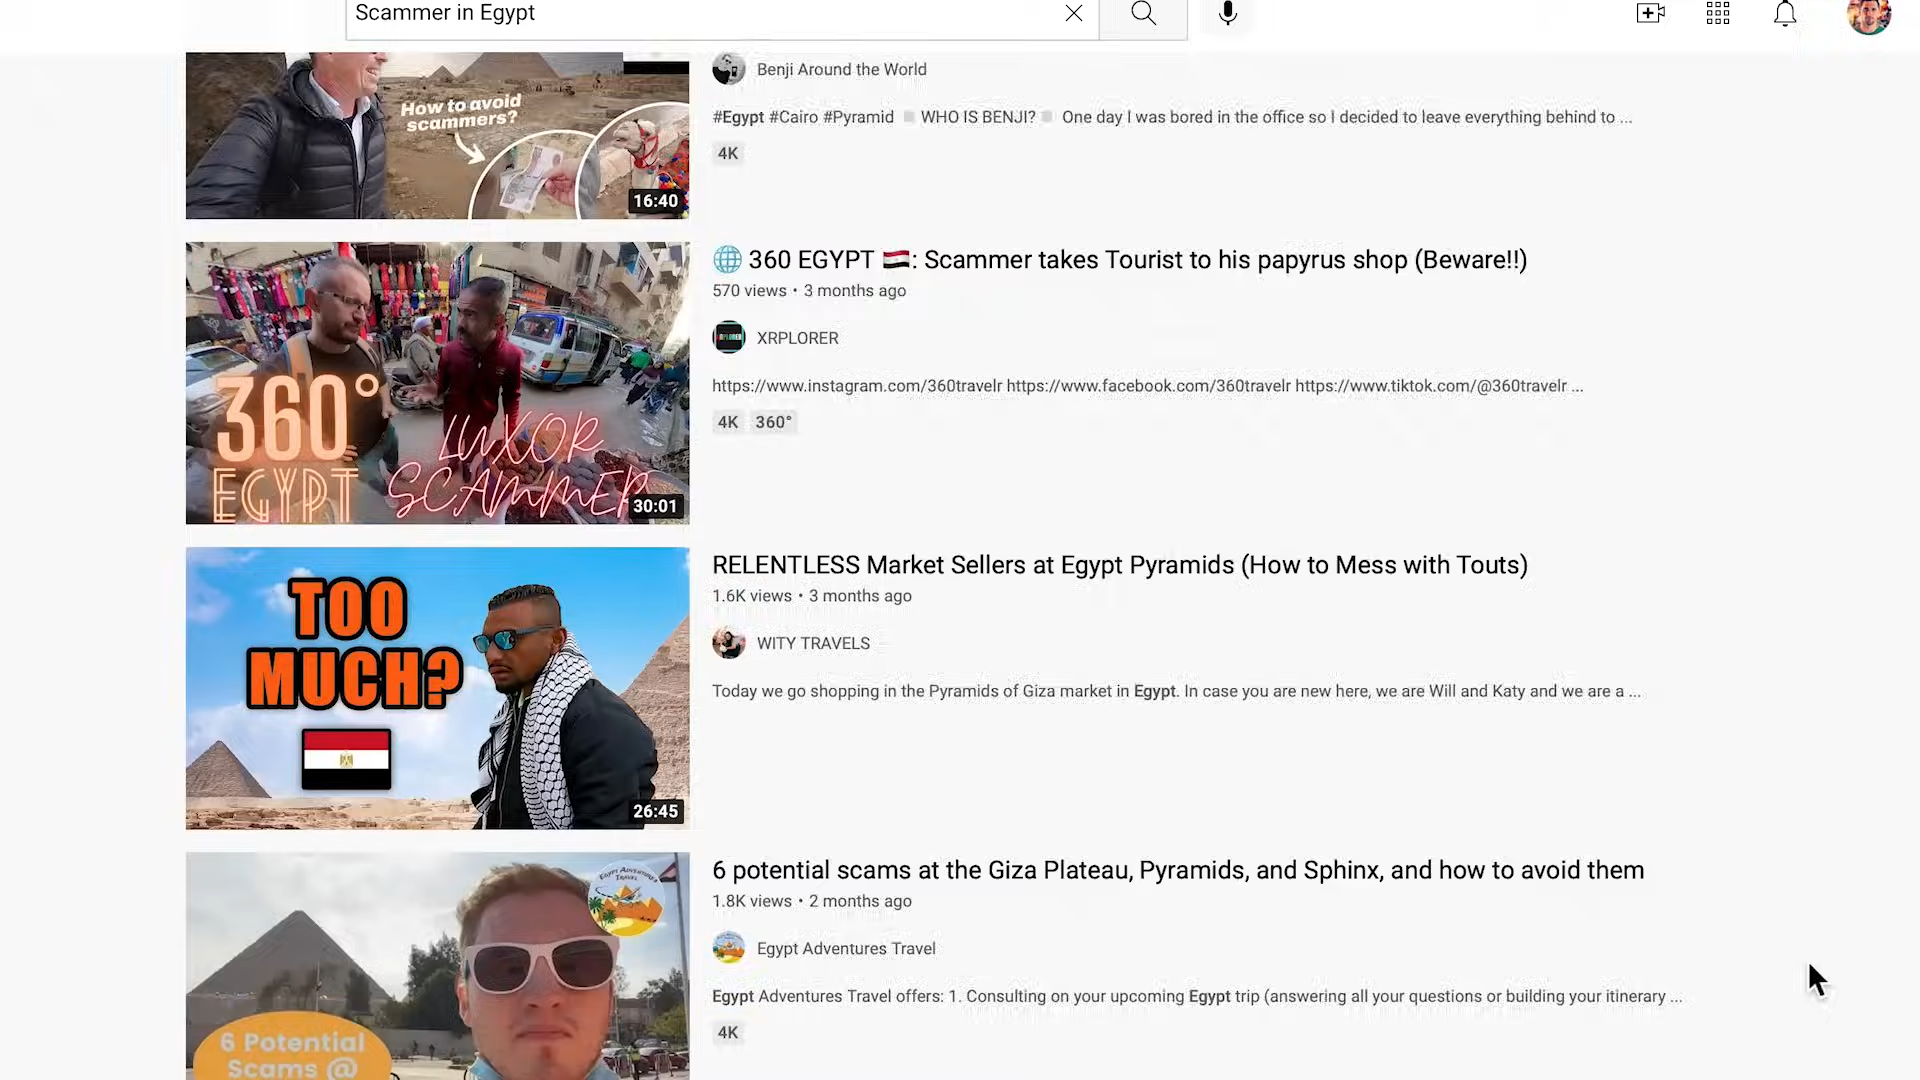 Scammer in Egypt
How to avoid
scammers?
16:40
Benji Around the World
#Egypt #Cairo #Pyramid WHO IS BENJI? One day I was bored in the office so I decided to leave everything behind to ...
4K
360°
EGYPT
LUXOR
SCAMMER
30:01
360 EGYPT : Scammer takes Tourist to his papyrus shop (Beware!!)
570 views • 3 months ago
XRPLORER
https://www.instagram.com/360travelr https://www.facebook.com/360travelr https://www.tiktok.com/@360travelr ...
4K 360°
TOO
MUCH?
26:45
RELENTLESS Market Sellers at Egypt Pyramids (How to Mess with Touts)
1.6K views • 3 months ago
WITY TRAVELS
Today we go shopping in the Pyramids of Giza market in Egypt. In case you are new here, we are Will and Katy and we are a ...
EGYPT ADVENTURES
TRAVEL
6 Potential
Scams @
6 potential scams at the Giza Plateau, Pyramids, and Sphinx, and how to avoid them
1.8K views • 2 months ago
Egypt Adventures Travel
Egypt Adventures Travel offers: 1. Consulting on your upcoming Egypt trip (answering all your questions or building your itinerary ...
4K